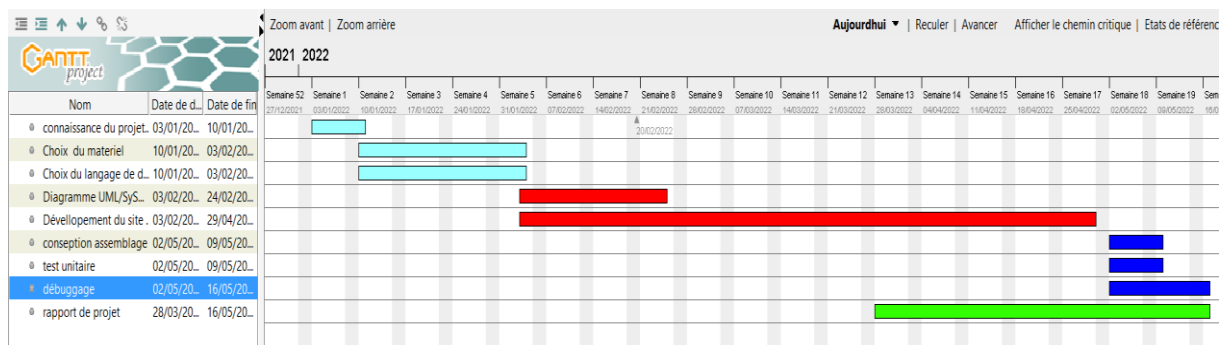 Zoom avant | Zoom arrière
Aujourdhui ▼ | Reculer | Avancer
Afficher le chemin critique | Etats de référenc
GANTT
project
2021 2022
Semaine 52 Semaine 1 Semaine 2 Semaine 3 Semaine 4 Semaine 5 Semaine 6 Semaine 7 Semaine 8 Semaine 9 Semaine 10 Semaine 11 Semaine 12 Semaine 13 Semaine 14 Semaine 15 Semaine 16 Semaine 17 Semaine 18 Semaine 19 Sem
Nom Date de d... Date de fin
27/12/2021 03/01/2022 10/01/2022 17/01/2022 24/01/2022 31/01/2022 07/02/2022 14/02/2022 21/02/2022 28/02/2022 07/03/2022 14/03/2022 21/03/2022 28/03/2022 04/04/2022 11/04/2022 18/04/2022 25/04/2022 02/05/2022 09/05/2022 16/0
connaissance du projet... 03/01/20... 10/01/20...
20/02/2022
Choix du materiel 10/01/20... 03/02/20...
Choix du langage de d... 10/01/20... 03/02/20...
Diagramme UML/SyS... 03/02/20... 24/02/20...
Dévellopement du site . 03/02/20... 29/04/20...
conseption assemblage 02/05/20... 09/05/20...
test unitaire 02/05/20... 09/05/20...
débuggage 02/05/20... 16/05/20...
rapport de projet 28/03/20... 16/05/20...